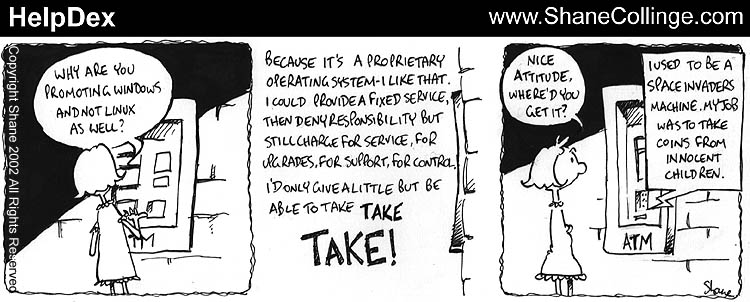 HelpDex
www.ShaneCollinge.com
Copyright Shane 2002 All Rights Reserved
WHY ARE YOU
PROMOTING WINDOWS
AND NOT LINUX
AS WELL?
ATM
BECAUSE IT'S A PROPRIETARY
OPERATING SYSTEM-I LIKE THAT.
I COULD PROVIDE A FIXED SERVICE,
THEN DENY RESPONSIBILITY BUT
STILL CHARGE FOR SERVICE, FOR
UPGRADES, FOR SUPPORT, FOR CONTROL.
I'D ONLY GIVE A LITTLE BUT BE
ABLE TO TAKE TAKE
TAKE!
NICE
ATTITUDE,
WHERE'D YOU
GET IT?
I USED TO BE A
SPACE INVADERS
MACHINE. MY JOB
WAS TO TAKE
COINS FROM
INNOCENT
CHILDREN.
ATM
Shane